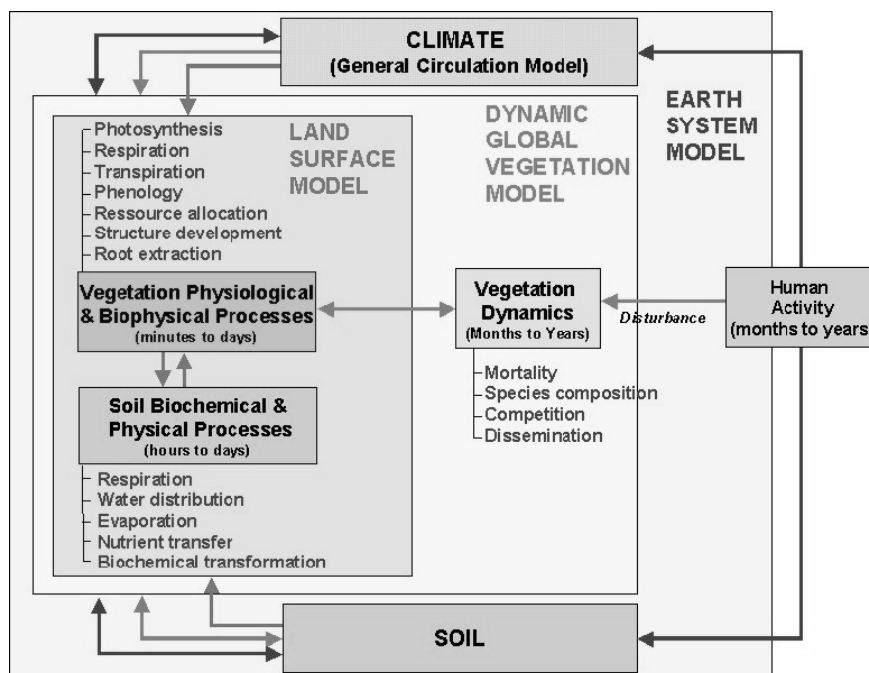 CLIMATE
(General Circulation Model)
EARTH
SYSTEM
MODEL
DYNAMIC
GLOBAL
VEGETATION
MODEL
LAND
SURFACE
MODEL
Photosynthesis
Respiration
Transpiration
Phenology
Ressource allocation
Structure development
Root extraction
Vegetation Physiological
& Biophysical Processes
(minutes to days)
Vegetation
Dynamics
(Months to Years)
Disturbance
Human
Activity
(months to years
Mortality
Species composition
Competition
Dissemination
Soil Biochemical &
Physical Processes
(hours to days)
Respiration
Water distribution
Evaporation
Nutrient transfer
Biochemical transformation
SOIL